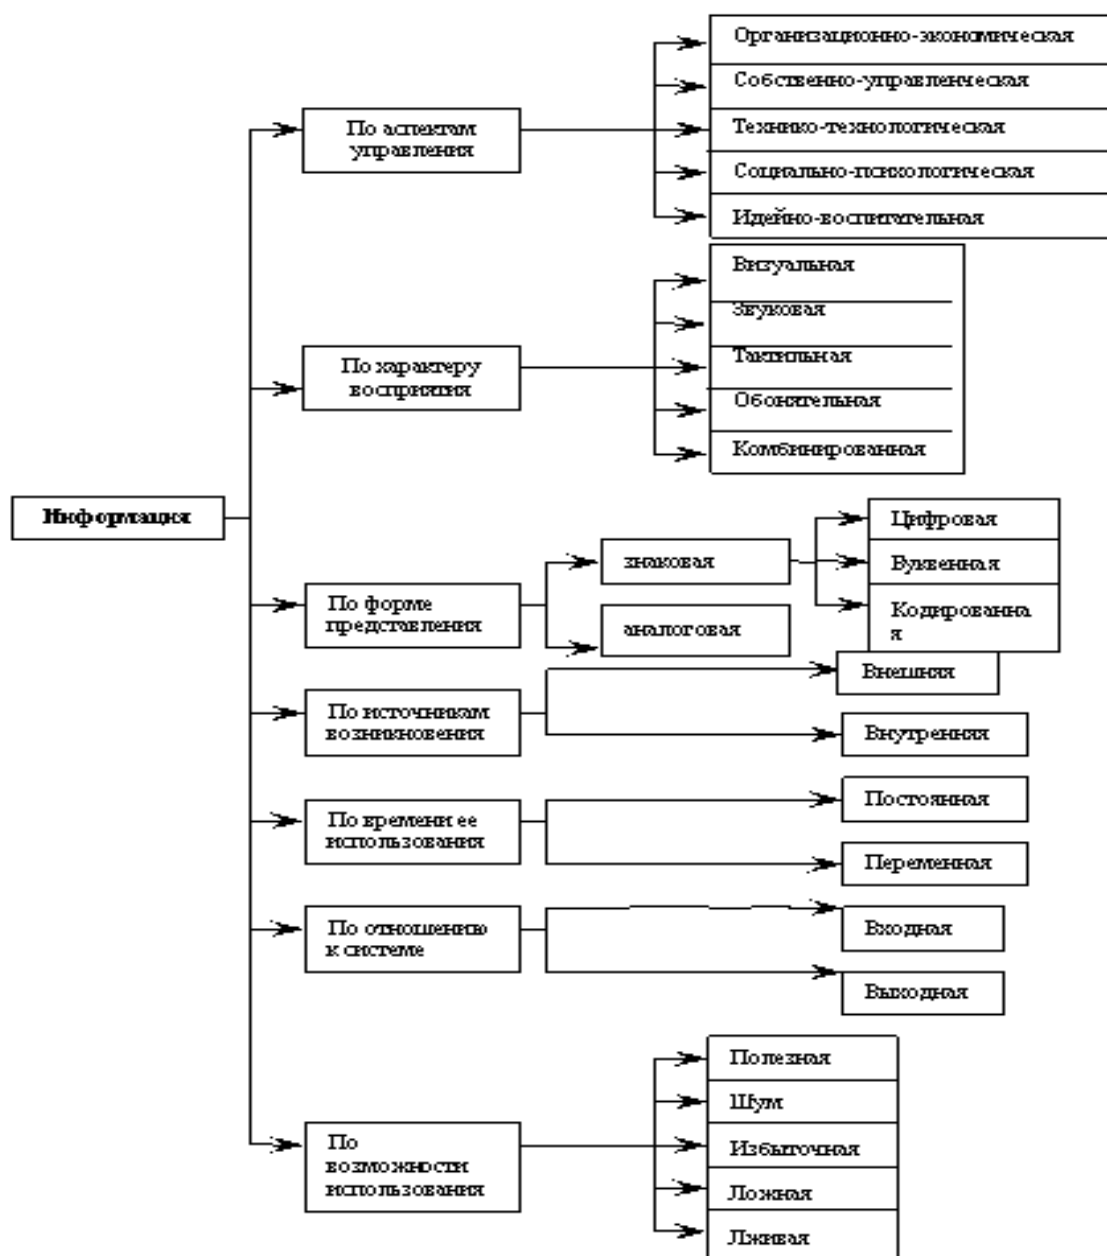 Организационно-экономическая
Собственно-управленческая
По аспектам
управления
Технико-технологическая
Социально-психологическая
Идейно-воспитательная
Визуальная
Звуковая
По характеру
восприятия
Тактильная
Обонятельная
Комбинированная
Информация
Цифровая
знаковая
Буквенная
По форме
представления
аналоговая
Кодированна
я
Внешняя
По источникам
возникновения
Внутренняя
Постоянная
По времени ее
использования
Переменная
По отношению
к системе
Входная
Выходная
Полезная
Шум
По
возможности
использования
Избыточная
Ложная
Лживая